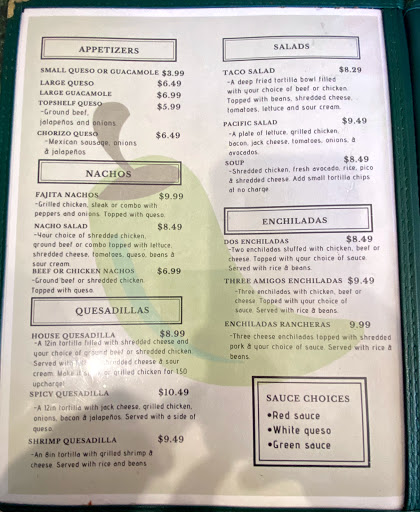 APPETIZERS
SMALL QUESO OR GUACAMOLE $3.99
LARGE QUESO $6.49
LARGE GUACAMOLE $6.99
TOPSHELF QUESO $5.99
-Ground beef,
jalapeños and onions.
CHORIZO QUESO $6.49
-Mexican sausage, onions
& jalapeños.
NACHOS
FAJITA NACHOS $9.99
-Grilled chicken, steak or combo with
peppers and onions. Topped with queso.
NACHO SALAD $8.49
-Your choice of shredded chicken,
ground beef or combo topped with lettuce,
shredded cheese, tomatoes, queso, beans &
sour cream.
BEEF OR CHICKEN NACHOS $6.99
-Ground beef or shredded chicken.
Topped with queso.
QUESADILLAS
HOUSE QUESADILLA $8.99
-A 12in tortilla filled with shredded cheese and
your choice of ground beef or shredded chicken.
Served with shredded cheese & sour
cream. Make it or grilled chicken for 1.50
upcharge!
SPICY QUESADILLA $10.49
-A 12in tortilla with jack cheese, grilled chicken,
onions, bacon & jalapeños. Served with a side of
queso.
SHRIMP QUESADILLA $9.49
-An 8in tortilla with grilled shrimp &
cheese. Served with rice and beans
SALADS
TACO SALAD $8.29
-A deep fried tortilla bowl filled
with your choice of beef or chicken.
Topped with beans, shredded cheese,
tomatoes, lettuce and sour cream.
PACIFIC SALAD $9.49
-A plate of lettuce, grilled chicken,
bacon, jack cheese, tomatoes, onions, &
avocados.
SOUP $8.49
-Shredded chicken, fresh avocado, rice, pico
& shredded cheese. Add small tortilla chips
at no charge
ENCHILADAS
DOS ENCHILADAS $8.49
-Two enchiladas stuffed with chicken, beef or
cheese. Topped with your choice of sauce.
Served with rice & beans.
THREE AMIGOS ENCHILADAS $9.49
-Three enchiladas with chicken, beef or
cheese. Topped with your choice of
sauce. Served with rice & beans.
ENCHILADAS RANCHERAS 9.99
-Three cheese enchiladas topped with shredded
pork & your choice of sauce. Served with rice &
beans.
SAUCE CHOICES
•Red sauce
•White queso
•Green sauce